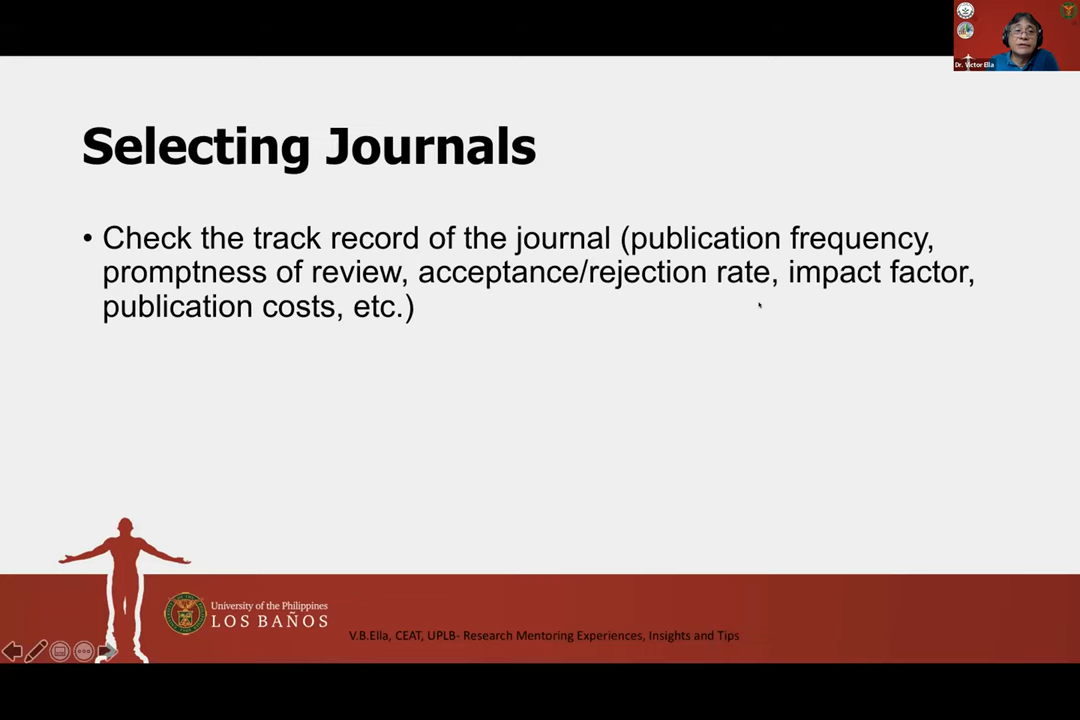 Dr. Victor Ella
Selecting Journals
• Check the track record of the journal (publication frequency,
promptness of review, acceptance/rejection rate, impact factor,
publication costs, etc.)
University of the Philippines
LOS BAÑOS
V.B.Ella, CEAT, UPLB- Research Mentoring Experiences, Insights and Tips